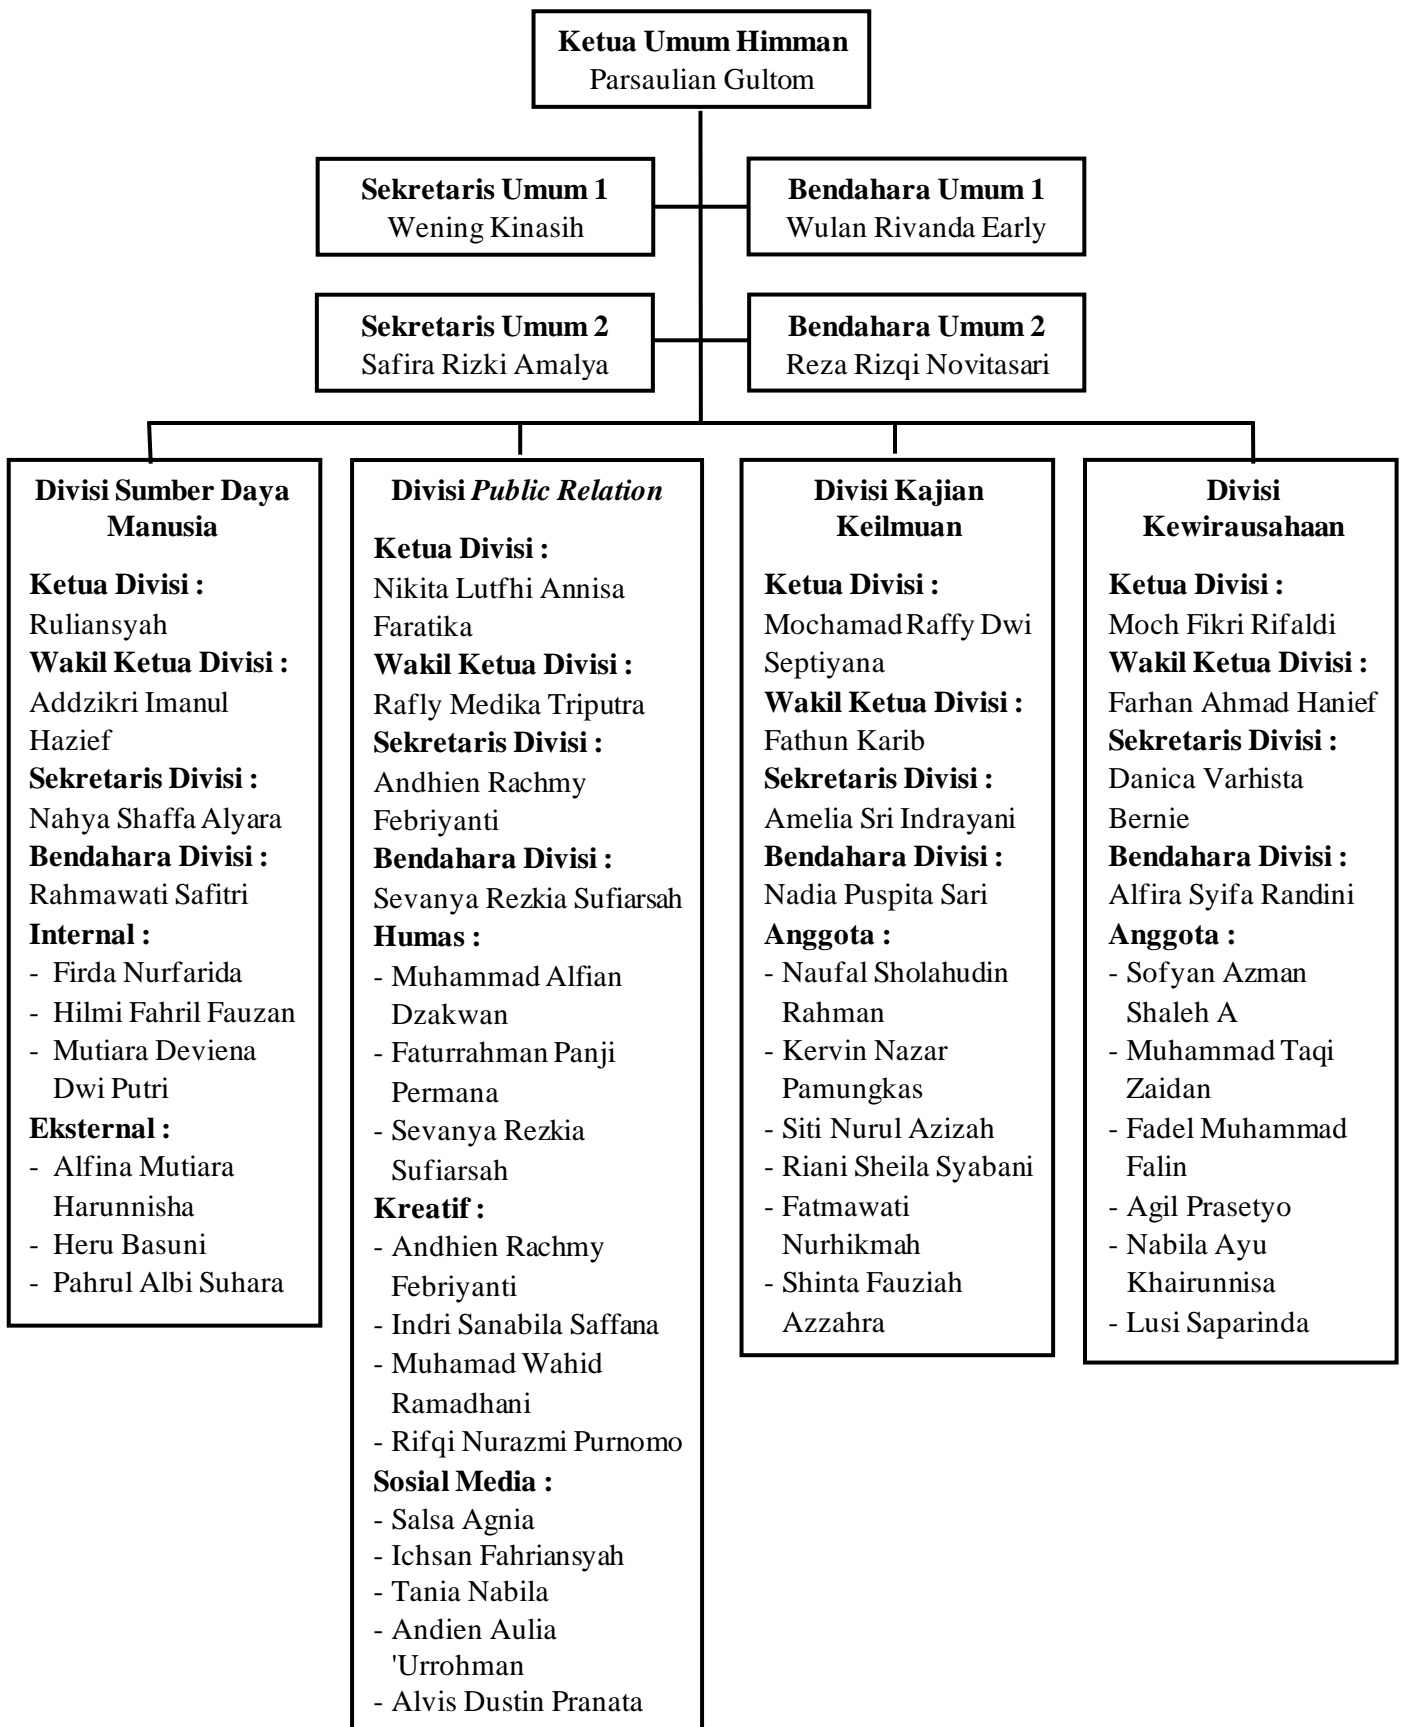 Ketua Umum Himman
Parsaulian Gultom
Sekretaris Umum 1
Wening Kinasih
Bendahara Umum 1
Wulan Rivanda Early
Sekretaris Umum 2
Safira Rizki Amalya
Bendahara Umum 2
Reza Rizqi Novitasari
Divisi Sumber Daya
Manusia
Ketua Divisi :
Ruliansyah
Wakil Ketua Divisi :
Addzikri Imanul
Hazief
Sekretaris Divisi :
Nahya Shaffa Alyara
Bendahara Divisi :
Rahmawati Safitri
Internal :
- Firda Nurfarida
- Hilmi Fahril Fauzan
- Mutiara Deviena
Dwi Putri
Eksternal :
- Alfina Mutiara
Harunnisha
- Heru Basuni
- Pahrul Albi Suhara
Divisi Public Relation
Ketua Divisi :
Nikita Lutfhi Annisa
Faratika
Wakil Ketua Divisi :
Rafly Medika Triputra
Sekretaris Divisi :
Andhien Rachmy
Febriyanti
Bendahara Divisi :
Sevanya Rezkia Sufiarsah
Humas :
- Muhammad Alfian
Dzakwan
- Faturrahman Panji
Permana
- Sevanya Rezkia
Sufiarsah
Kreatif :
- Andhien Rachmy
Febriyanti
- Indri Sanabila Saffana
- Muhamad Wahid
Ramadhani
- Rifqi Nurazmi Purnomo
Sosial Media :
- Salsa Agnia
- Ichsan Fahriansyah
- Tania Nabila
- Andien Aulia
'Urrohman
- Alvis Dustin Pranata
Divisi Kajian
Keilmuan
Ketua Divisi :
Mochamad Raffy Dwi
Septiyana
Wakil Ketua Divisi :
Fathun Karib
Sekretaris Divisi :
Amelia Sri Indrayani
Bendahara Divisi :
Nadia Puspita Sari
Anggota :
- Naufal Sholahudin
Rahman
- Kervin Nazar
Pamungkas
- Siti Nurul Azizah
- Riani Sheila Syabani
- Fatmawati
Nurhikmah
- Shinta Fauziah
Azzahra
Divisi
Kewirausahaan
Ketua Divisi :
Moch Fikri Rifaldi
Wakil Ketua Divisi :
Farhan Ahmad Hanief
Sekretaris Divisi :
Danica Varhista
Bernie
Bendahara Divisi :
Alfira Syifa Randini
Anggota :
- Sofyan Azman
Shaleh A
- Muhammad Taqi
Zaidan
- Fadel Muhammad
Falin
- Agil Prasetyo
- Nabila Ayu
Khairunnisa
- Lusi Saparinda